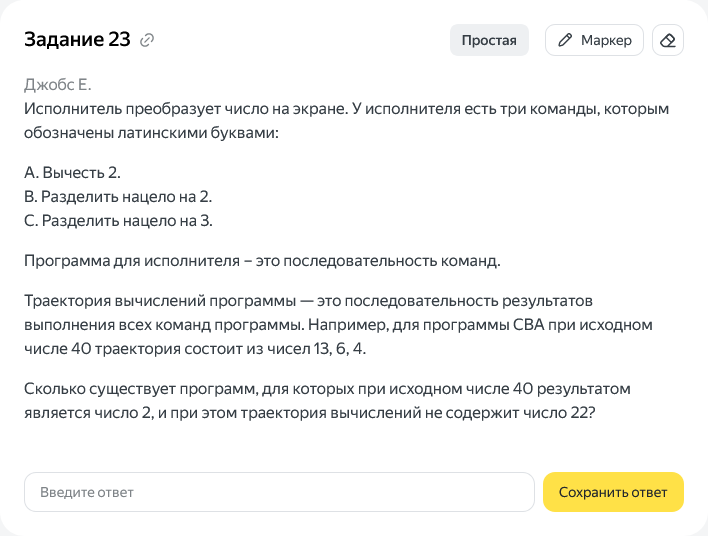 Задание 23
Простая
Маркер
Джобс Е.
Исполнитель преобразует число на экране. У исполнителя есть три команды, которым
обозначены латинскими буквами:
A. Вычесть 2.
B. Разделить нацело на 2.
C. Разделить нацело на 3.
Программа для исполнителя – это последовательность команд.
Траектория вычислений программы — это последовательность результатов
выполнения всех команд программы. Например, для программы CBA при исходном
числе 40 траектория состоит из чисел 13, 6, 4.
Сколько существует программ, для которых при исходном числе 40 результатом
является число 2, и при этом траектория вычислений не содержит число 22?
Введите ответ
Сохранить ответ